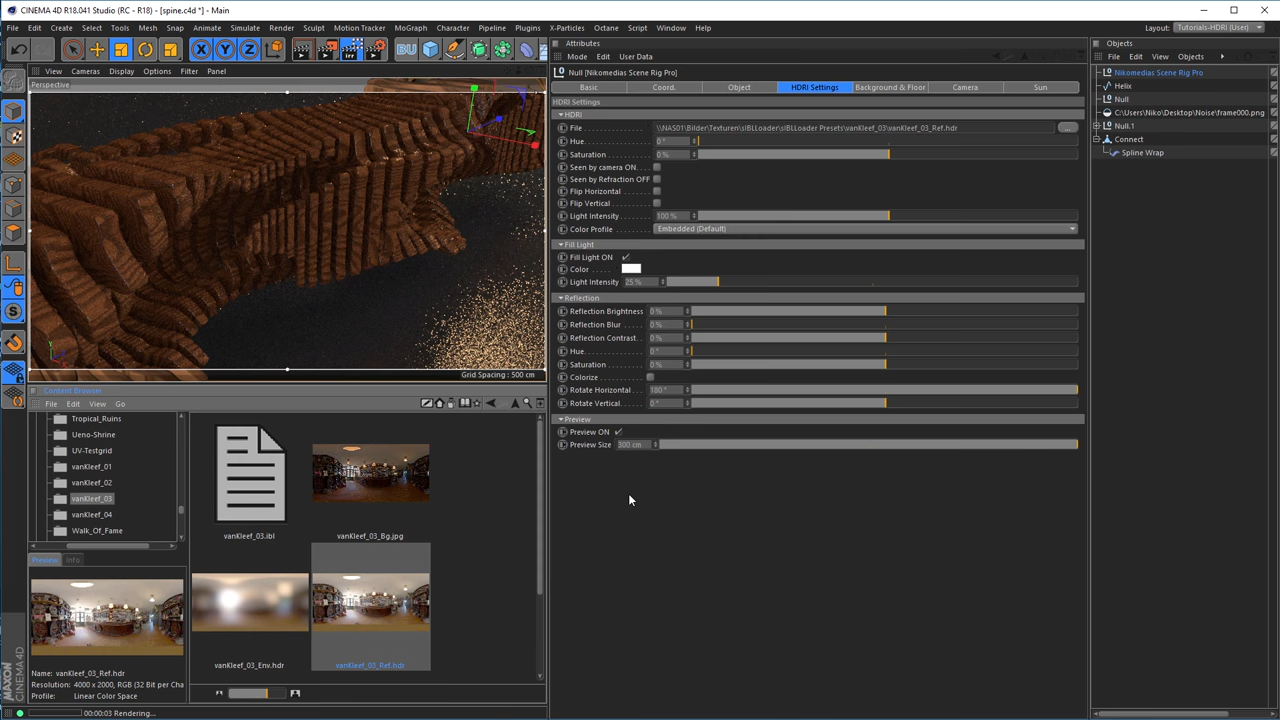 CINEMA 4D R18.041 Studio (R - R18) - [spine.c4d *] - Main
File Edit Create Select Tools Mesh Snap Animate Simulate Render Sculpt Motion Tracker MoGraph Character Pipeline Plugins X-Particles Octane Script Window Help
Layout: Tutorials-HDRI (User)
X Y Z BU
View Cameras Display Options Filter Panel
Perspective
Grid Spacing : 500 cm
Content Browser
File Edit View Go
Tropical_Ruins
Ueno-Shrine
UV-Testgrid
vanKleef_01
vanKleef_02
vanKleef_03
vanKleef_04
Walk_Of_Fame
Preview Info
Name: vanKleef_03_Ref.hdr
Resolution: 4000 x 2000, RGB (32 Bit per Cha
Profile: Linear Color Space
vanKleef_03.ibl
vanKleef_03_Bg.jpg
vanKleef_03_Env.hdr
vanKleef_03_Ref.hdr
MAXON
CINEMA4D
00:00:03 Rendering...
Attributes
Mode Edit User Data
Null [Nikomedias Scene Rig Pro]
Basic Coord. Object HDRI Settings Background & Floor Camera Sun
HDRI Settings
HDRI
File \\NAS01\Bilder\Texturen\sIBLLoader\sIBLLoader Presets\vanKleef_03\vanKleef_03_Ref.hdr ...
Hue 0 °
Saturation 0 %
Seen by camera ON
Seen by Refraction OFF
Flip Horizontal
Flip Vertical
Light Intensity 100 %
Color Profile Embedded (Default)
Fill Light
Fill Light ON
Color
Light Intensity 25 %
Reflection
Reflection Brightness 0 %
Reflection Blur 0 %
Reflection Contrast 0 %
Hue 0 °
Saturation 0 %
Colorize
Rotate Horizontal 180 °
Rotate Vertical 0 °
Preview
Preview ON
Preview Size 300 cm
Objects
File Edit View Objects
Nikomedias Scene Rig Pro
Helix
Null
C:\Users\Niko\Desktop\Noise\frame000.png
Null.1
Connect
Spline Wrap